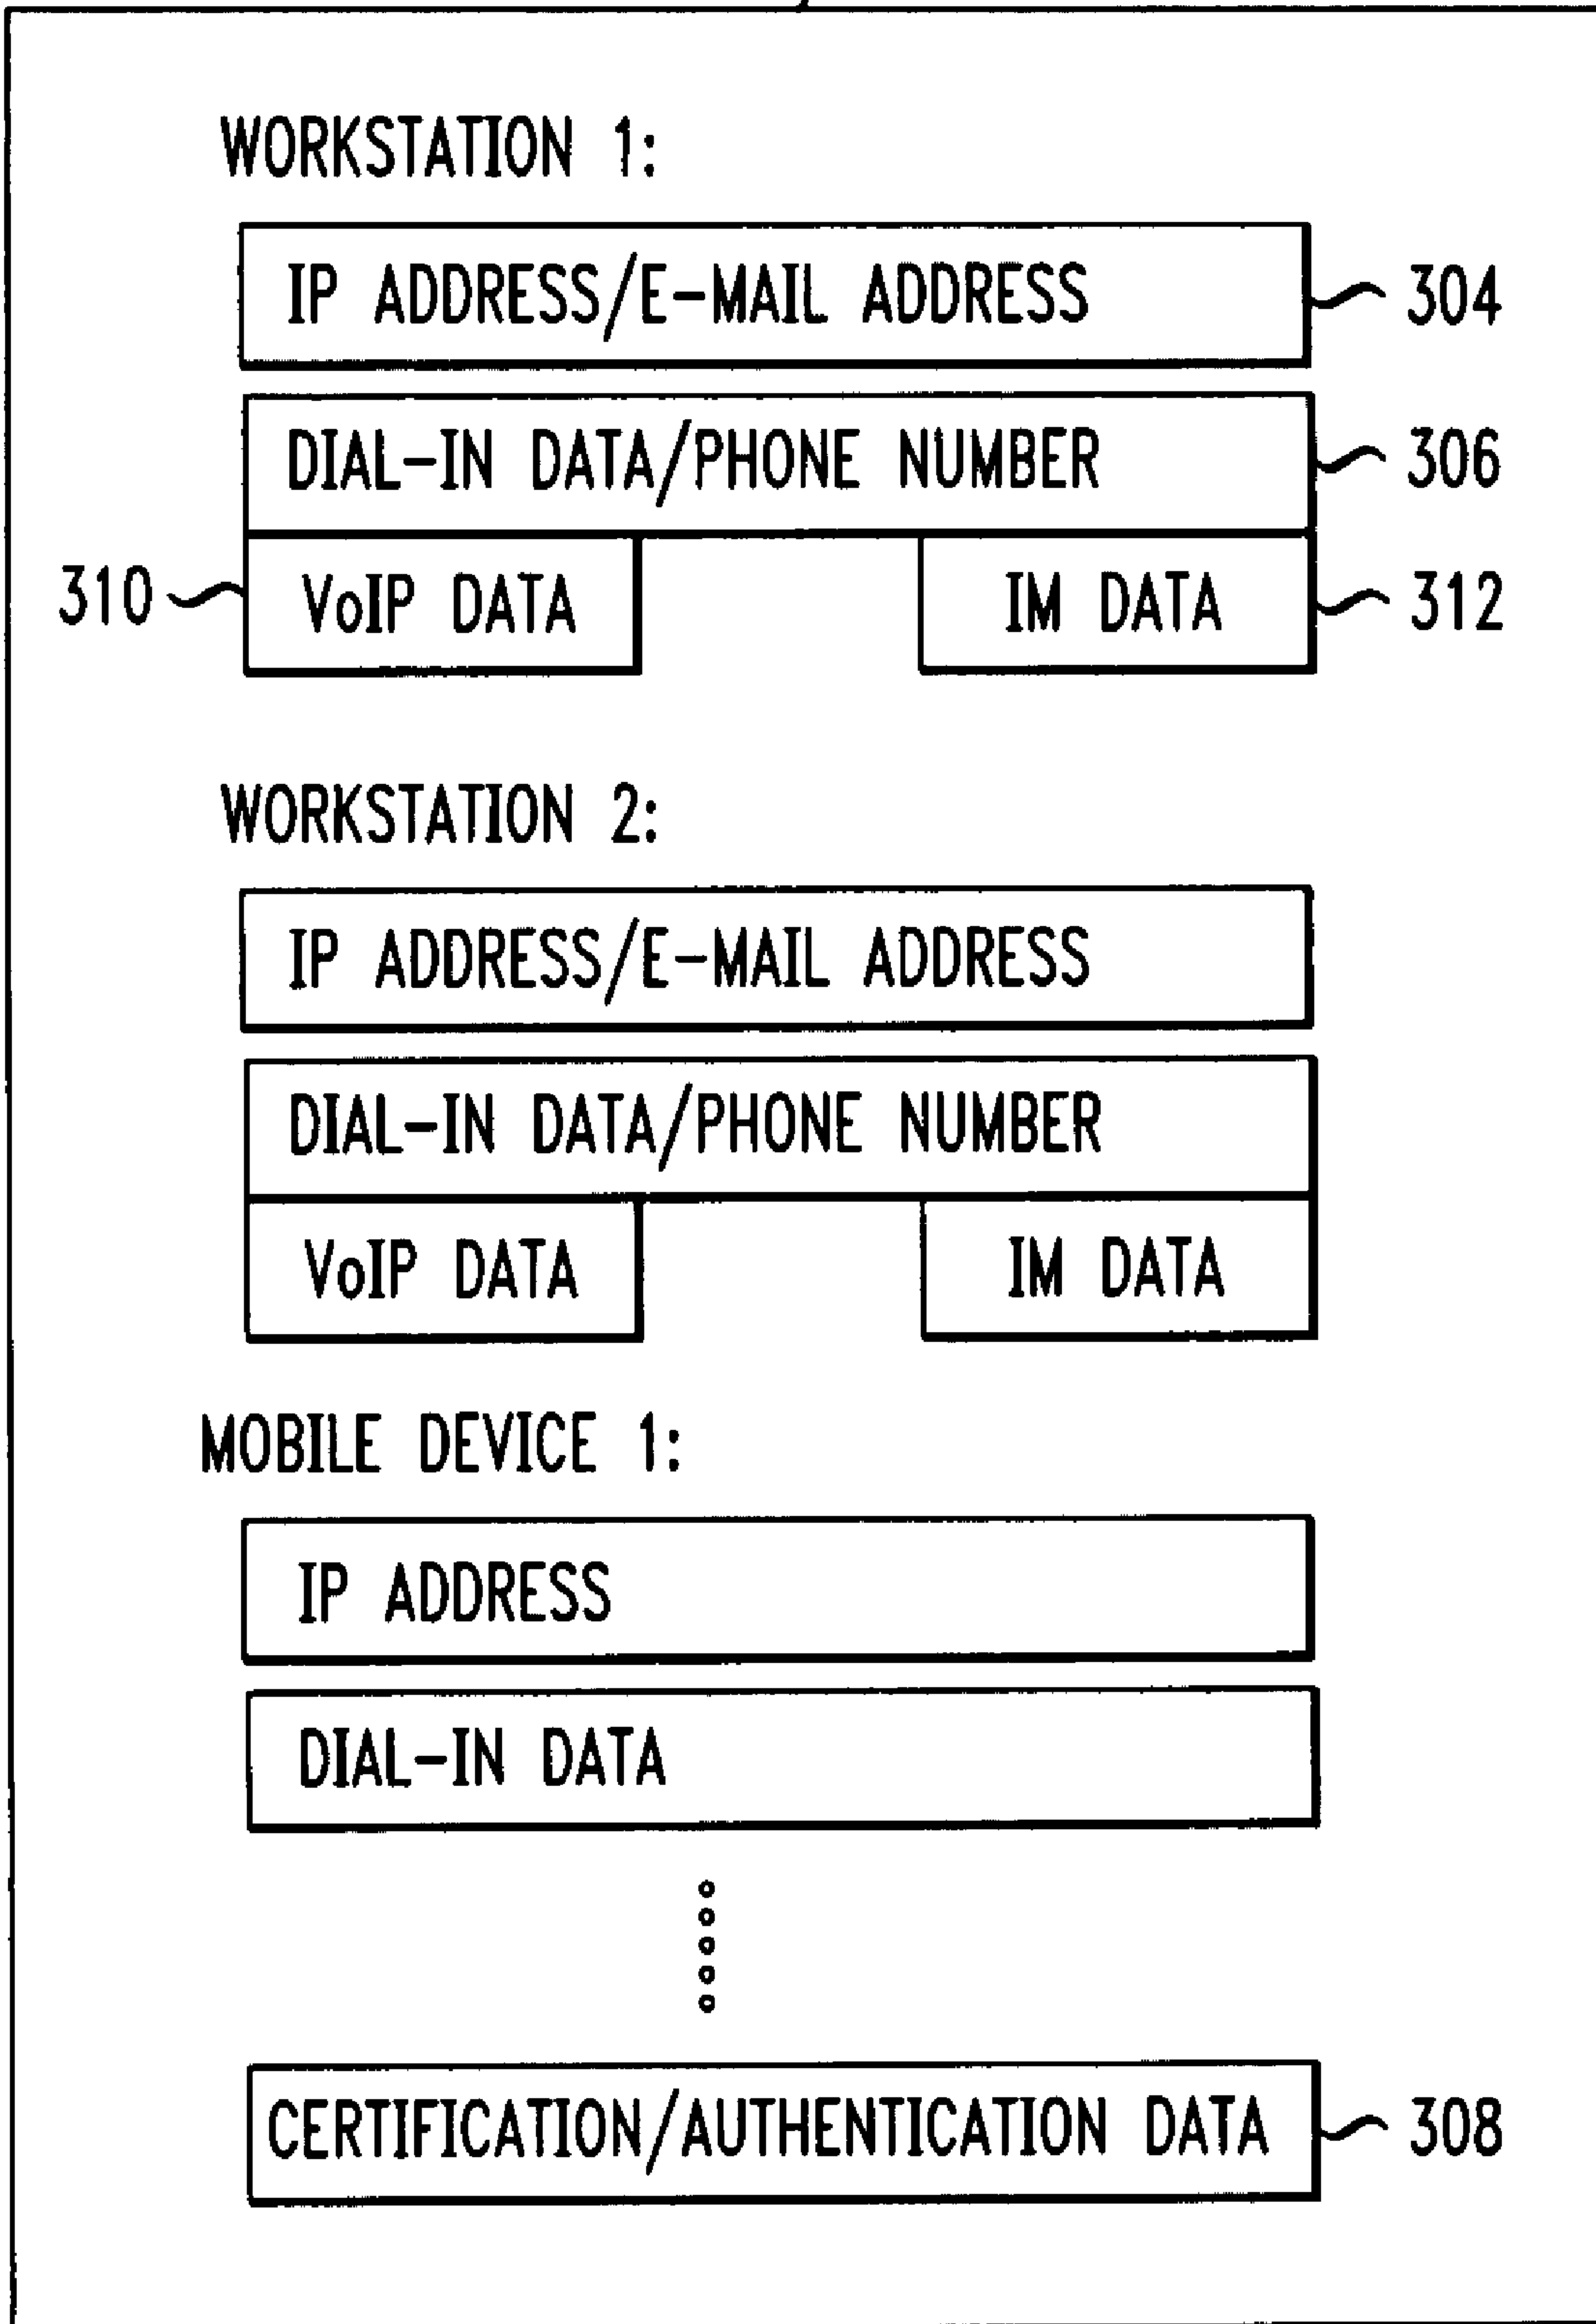 WORKSTATION 1:
IP ADDRESS/E-MAIL ADDRESS 304
DIAL-IN DATA/PHONE NUMBER 306
310 VoIP DATA IM DATA 312
WORKSTATION 2:
IP ADDRESS/E-MAIL ADDRESS
DIAL-IN DATA/PHONE NUMBER
VoIP DATA IM DATA
MOBILE DEVICE 1:
IP ADDRESS
DIAL-IN DATA
CERTIFICATION/AUTHENTICATION DATA 308